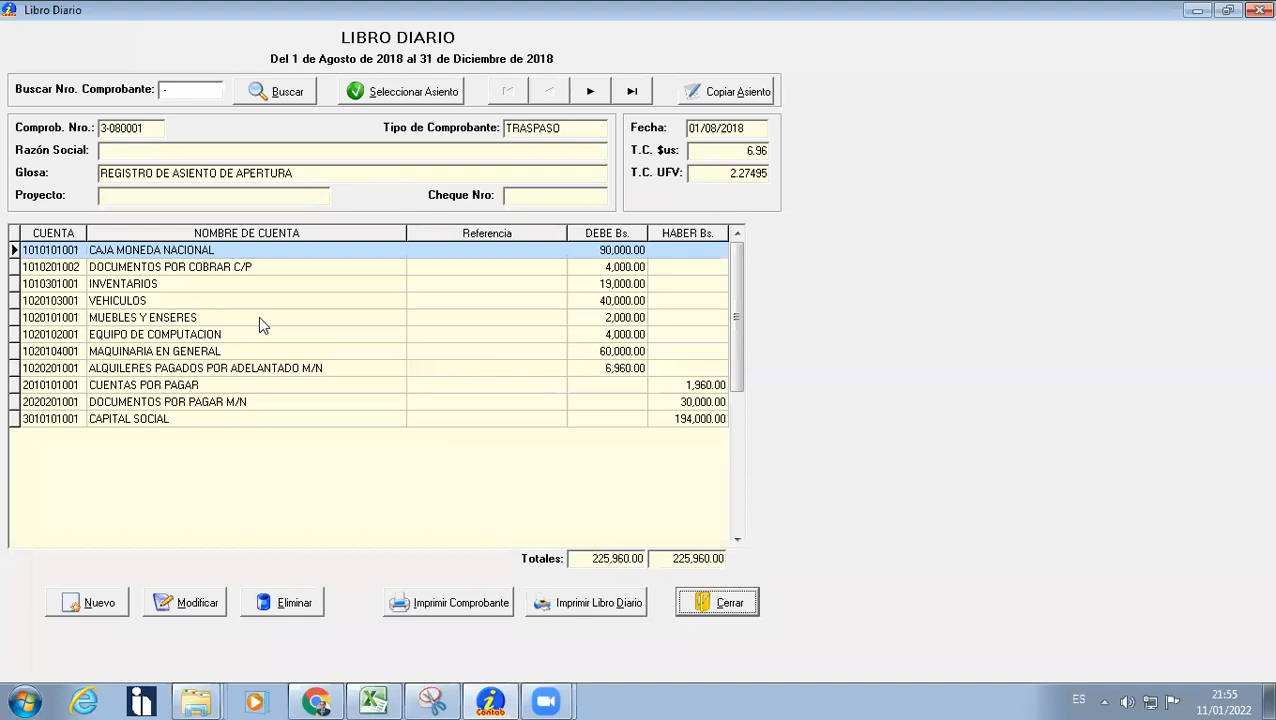 Libro Diario
LIBRO DIARIO
Del 1 de Agosto de 2018 al 31 de Diciembre de 2018
Buscar Nro. Comprobante: - Buscar Seleccionar Asiento Copiar Asiento
Comprob. Nro.: 3-080001 Tipo de Comprobante: TRASPASO Fecha: 01/08/2018
Razón Social: T.C. $us: 6.96
Glosa: REGISTRO DE ASIENTO DE APERTURA T.C. UFV: 2.27495
Proyecto: Cheque Nro:
CUENTA NOMBRE DE CUENTA Referencia DEBE Bs. HABER Bs.
1010101001 CAJA MONEDA NACIONAL 90,000.00
1010201002 DOCUMENTOS POR COBRAR C/P 4,000.00
1010301001 INVENTARIOS 19,000.00
1020103001 VEHICULOS 40,000.00
1020101001 MUEBLES Y ENSERES 2,000.00
1020102001 EQUIPO DE COMPUTACION 4,000.00
1020104001 MAQUINARIA EN GENERAL 60,000.00
1020201001 ALQUILERES PAGADOS POR ADELANTADO M/N 6,960.00
2010101001 CUENTAS POR PAGAR 1,960.00
2020201001 DOCUMENTOS POR PAGAR M/N 30,000.00
3010101001 CAPITAL SOCIAL 194,000.00
Totales: 225,960.00 225,960.00
Nuevo Modificar Eliminar Imprimir Comprobante Imprimir Libro Diario Cerrar
Contab
ES
21:55
11/01/2022